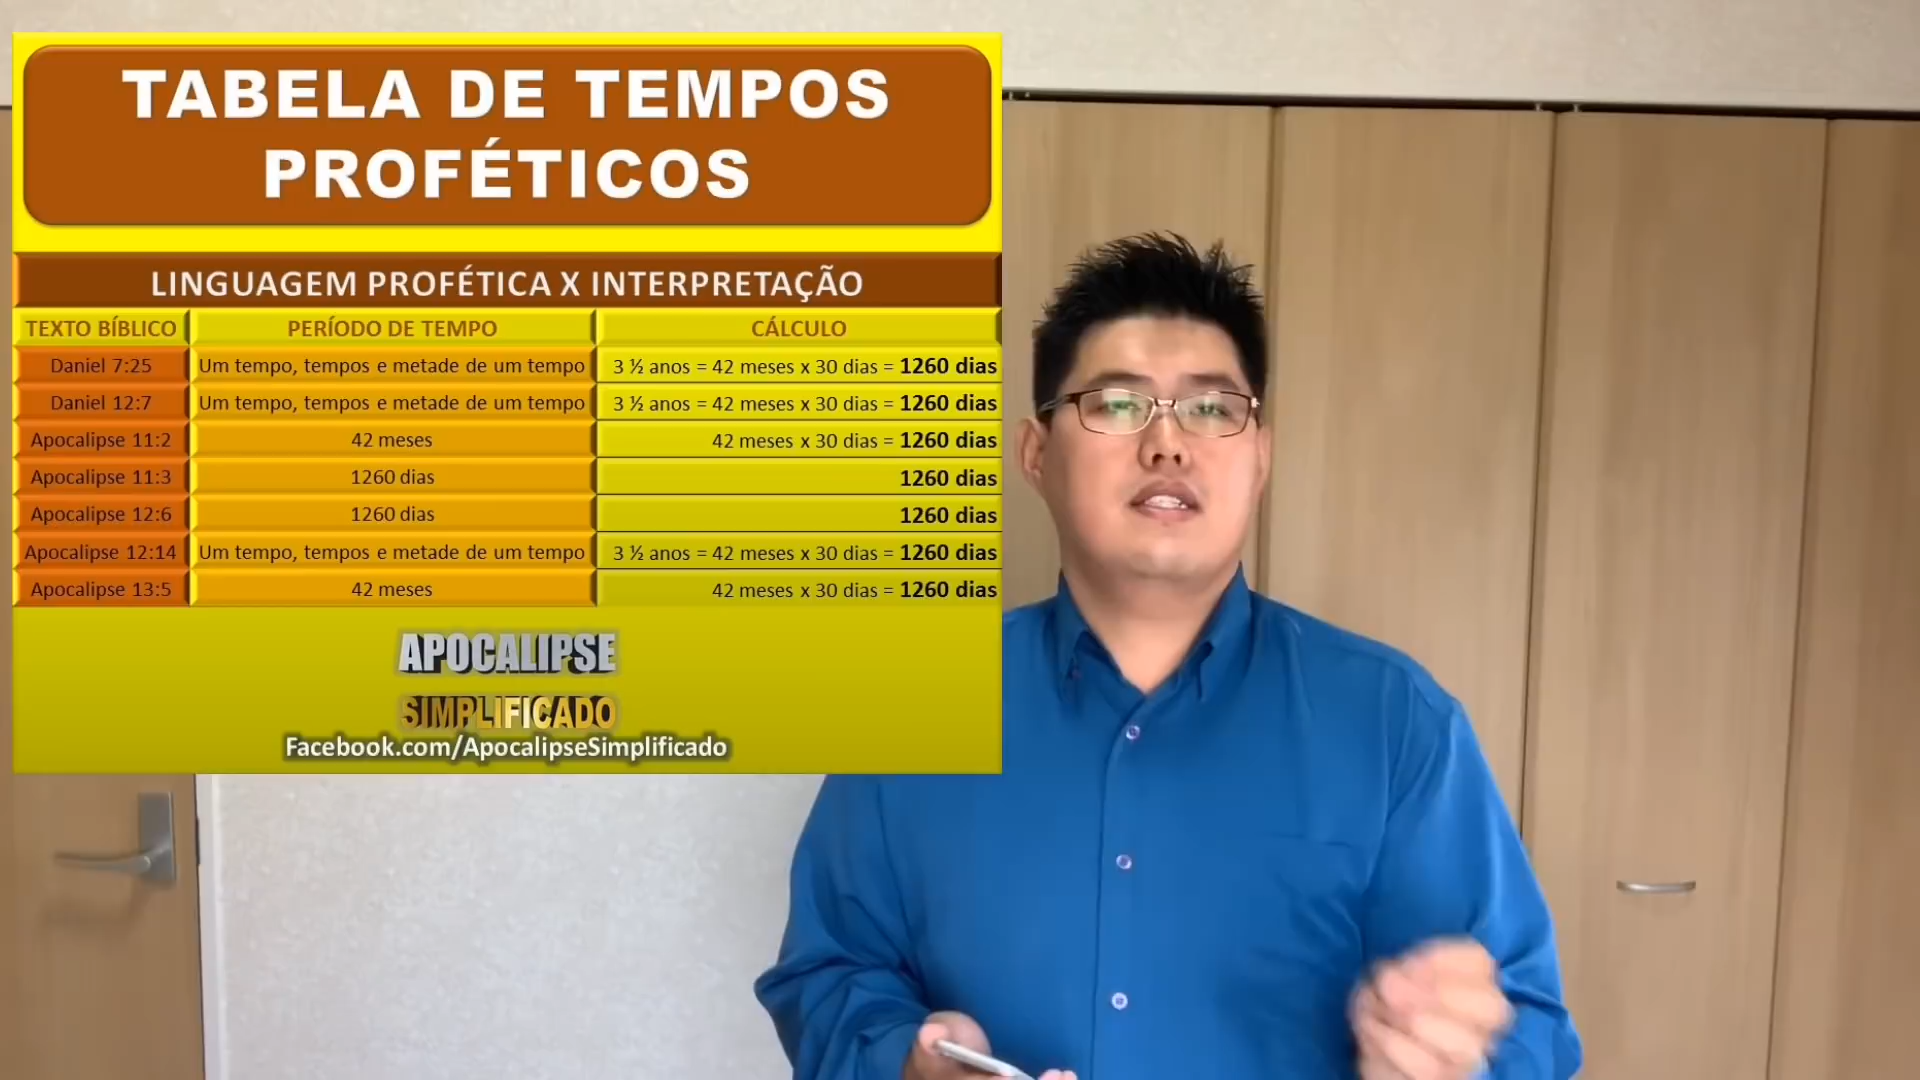 TABELA DE TEMPOS
PROFÉTICOS
LINGUAGEM PROFÉTICA X INTERPRETAÇÃO
TEXTO BÍBLICO PERÍODO DE TEMPO CÁLCULO
Daniel 7:25 Um tempo, tempos e metade de um tempo 3 ½ anos = 42 meses x 30 dias = 1260 dias
Daniel 12:7 Um tempo, tempos e metade de um tempo 3 ½ anos = 42 meses x 30 dias = 1260 dias
Apocalipse 11:2 42 meses 42 meses x 30 dias = 1260 dias
Apocalipse 11:3 1260 dias 1260 dias
Apocalipse 12:6 1260 dias 1260 dias
Apocalipse 12:14 Um tempo, tempos e metade de um tempo 3 ½ anos = 42 meses x 30 dias = 1260 dias
Apocalipse 13:5 42 meses 42 meses x 30 dias = 1260 dias
APOCALIPSE
SIMPLIFICADO
Facebook.com/ApocalipseSimplificado